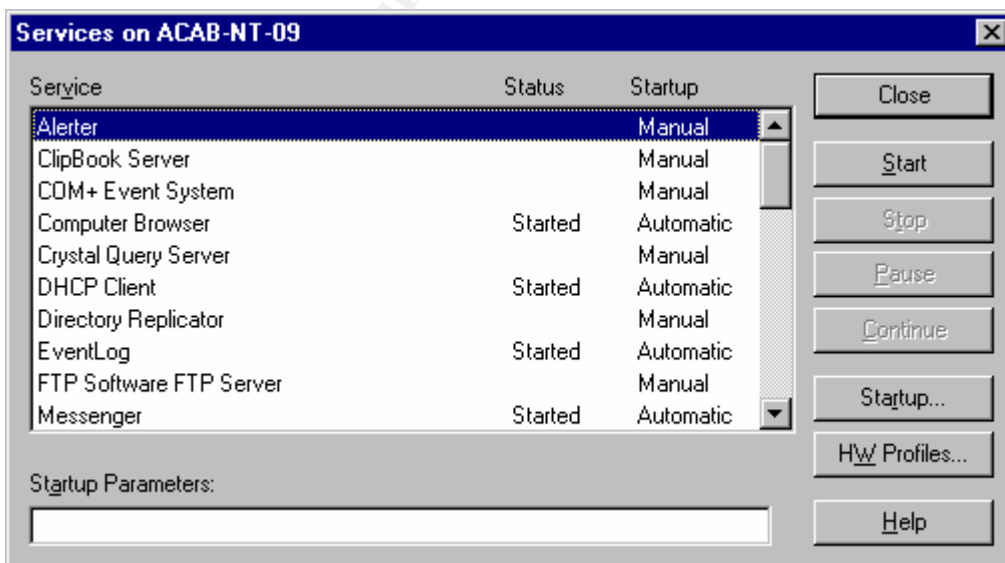 Services on ACAB-NT-09
Service Status Startup
Alerter Manual
ClipBook Server Manual
COM+ Event System Manual
Computer Browser Started Automatic
Crystal Query Server Manual
DHCP Client Started Automatic
Directory Replicator Manual
EventLog Started Automatic
FTP Software FTP Server Manual
Messenger Started Automatic
Close
Start
Stop
Pause
Continue
Startup...
HW Profiles...
Help
Startup Parameters: